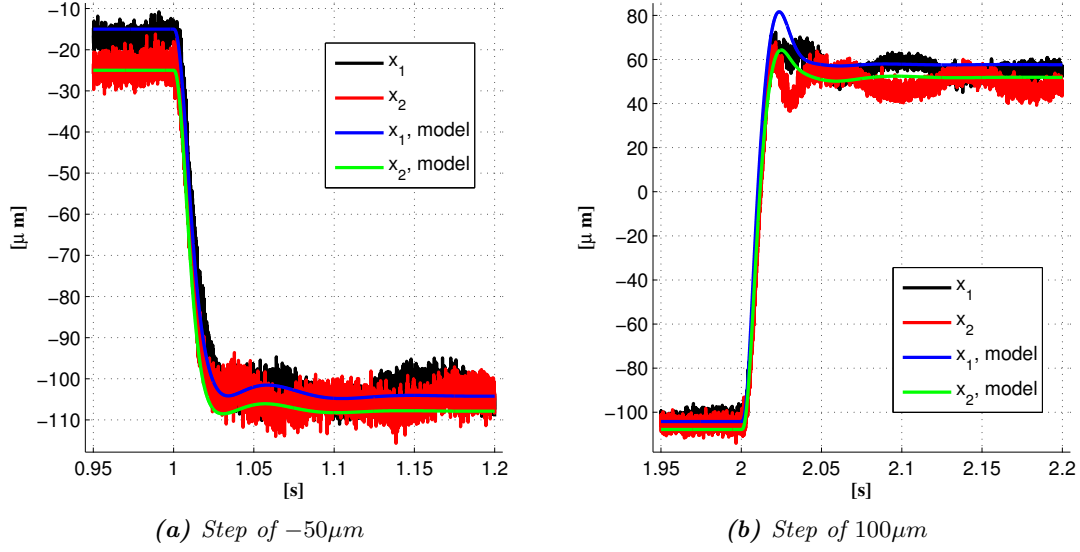 −10
−20
−30
−40
−50
−60
−70
−80
−90
−100
−110
[μ m]
0.95 1 1.05 1.1 1.15 1.2
[s]
x1
x2
x1, model
x2, model
(a) Step of −50μm
80
60
40
20
0
−20
−40
−60
−80
−100
[μ m]
1.95 2 2.05 2.1 2.15 2.2
[s]
x1
x2
x1, model
x2, model
(b) Step of 100μm